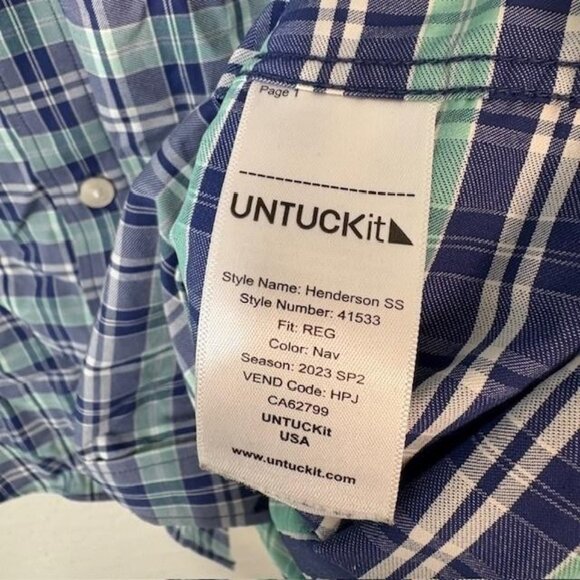 Page 1
UNTUCKit
Style Name: Henderson SS
Style Number: 41533
Fit: REG
Color: Nav
Season: 2023 SP2
VEND Code: HPJ
CA62799
UNTUCKit
USA
www.untuckit.com